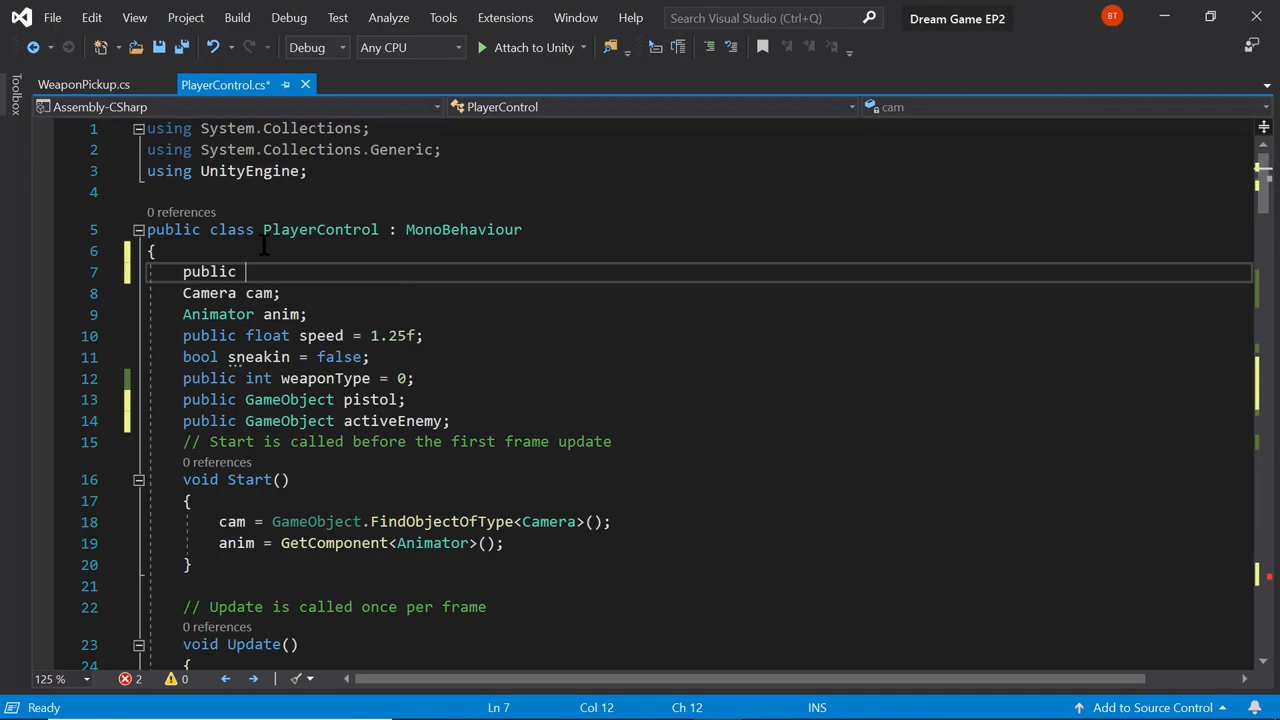 File Edit View Project Build Debug Test Analyze Tools Extensions Window Help Search Visual Studio (Ctrl+Q) Dream Game EP2 BT
Debug Any CPU Attach to Unity
Toolbox
WeaponPickup.cs PlayerControl.cs*
Assembly-CSharp PlayerControl cam
1 using System.Collections;
2 using System.Collections.Generic;
3 using UnityEngine;
4
0 references
5 public class PlayerControl : MonoBehaviour
6 {
7 public
8 Camera cam;
9 Animator anim;
10 public float speed = 1.25f;
11 bool sneakin = false;
12 public int weaponType = 0;
13 public GameObject pistol;
14 public GameObject activeEnemy;
15 // Start is called before the first frame update
0 references
16 void Start()
17 {
18 cam = GameObject.FindObjectOfType<Camera>();
19 anim = GetComponent<Animator>();
20 }
21
22 // Update is called once per frame
0 references
23 void Update()
24 {
125 % 2 0
Ready Ln 7 Col 12 Ch 12 INS Add to Source Control